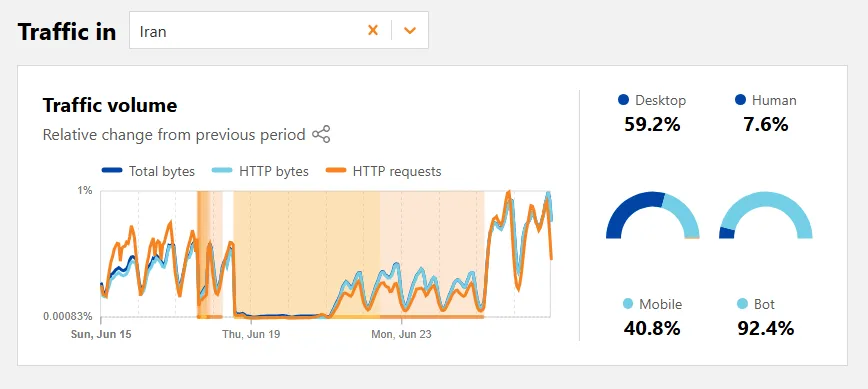 Traffic in Iran
Traffic volume
Relative change from previous period
Total bytes HTTP bytes HTTP requests
1%
0.00083%
Sun, Jun 15 Thu, Jun 19 Mon, Jun 23
Desktop Human
59.2% 7.6%
Mobile Bot
40.8% 92.4%